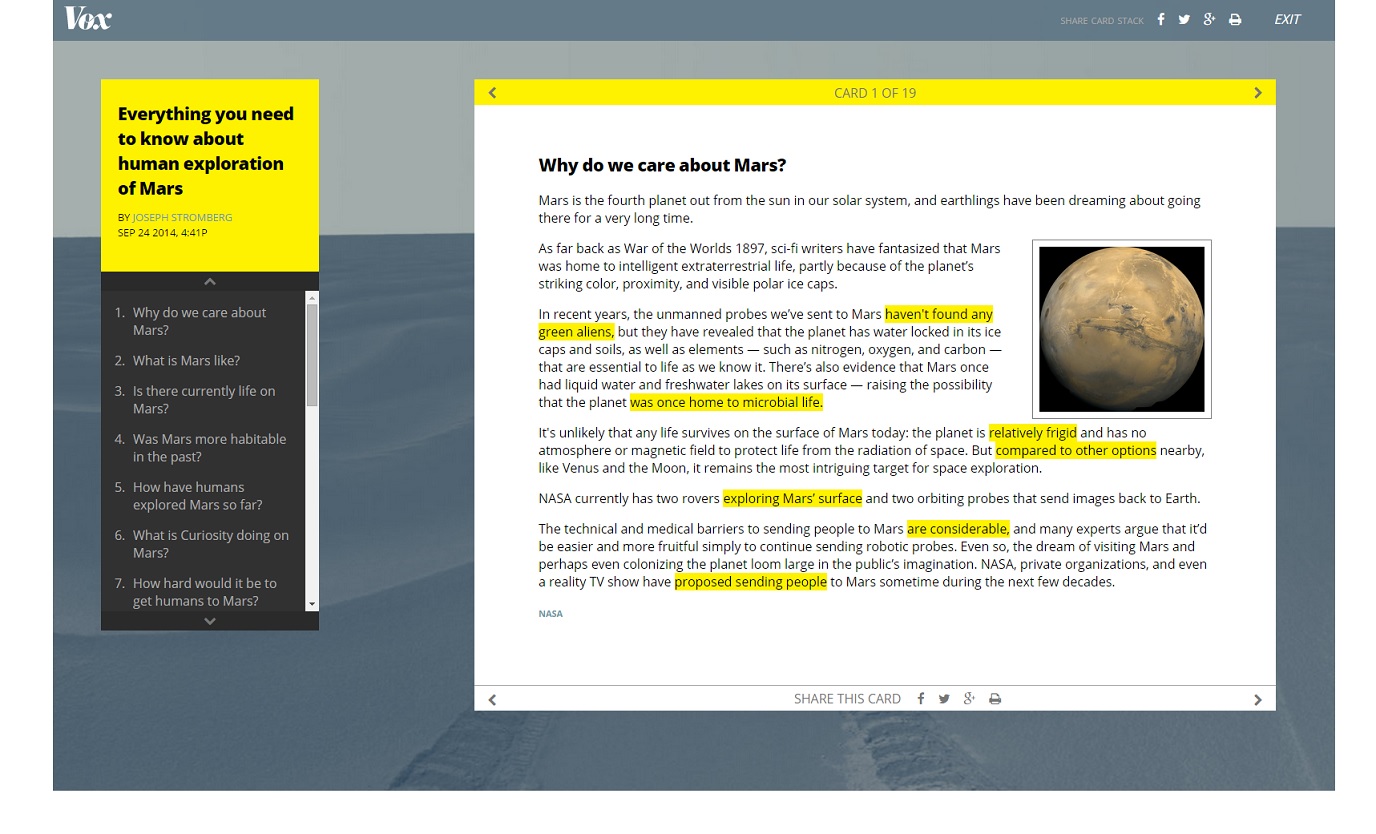 Vox
SHARE CARD STACK
EXIT
Everything you need
to know about
human exploration
of Mars
BY JOSEPH STROMBERG
SEP 24 2014, 4:41P
1. Why do we care about
Mars?
2. What is Mars like?
3. Is there currently life on
Mars?
4. Was Mars more habitable
in the past?
5. How have humans
explored Mars so far?
6. What is Curiosity doing on
Mars?
7. How hard would it be to
get humans to Mars?
CARD 1 OF 19
Why do we care about Mars?
Mars is the fourth planet out from the sun in our solar system, and earthlings have been dreaming about going
there for a very long time.
As far back as War of the Worlds 1897, sci-fi writers have fantasized that Mars
was home to intelligent extraterrestrial life, partly because of the planet’s
striking color, proximity, and visible polar ice caps.
In recent years, the unmanned probes we’ve sent to Mars haven't found any
green aliens, but they have revealed that the planet has water locked in its ice
caps and soils, as well as elements — such as nitrogen, oxygen, and carbon —
that are essential to life as we know it. There’s also evidence that Mars once
had liquid water and freshwater lakes on its surface — raising the possibility
that the planet was once home to microbial life.
It's unlikely that any life survives on the surface of Mars today: the planet is relatively frigid and has no
atmosphere or magnetic field to protect life from the radiation of space. But compared to other options nearby,
like Venus and the Moon, it remains the most intriguing target for space exploration.
NASA currently has two rovers exploring Mars’ surface and two orbiting probes that send images back to Earth.
The technical and medical barriers to sending people to Mars are considerable, and many experts argue that it’d
be easier and more fruitful simply to continue sending robotic probes. Even so, the dream of visiting Mars and
perhaps even colonizing the planet loom large in the public’s imagination. NASA, private organizations, and even
a reality TV show have proposed sending people to Mars sometime during the next few decades.
NASA
SHARE THIS CARD